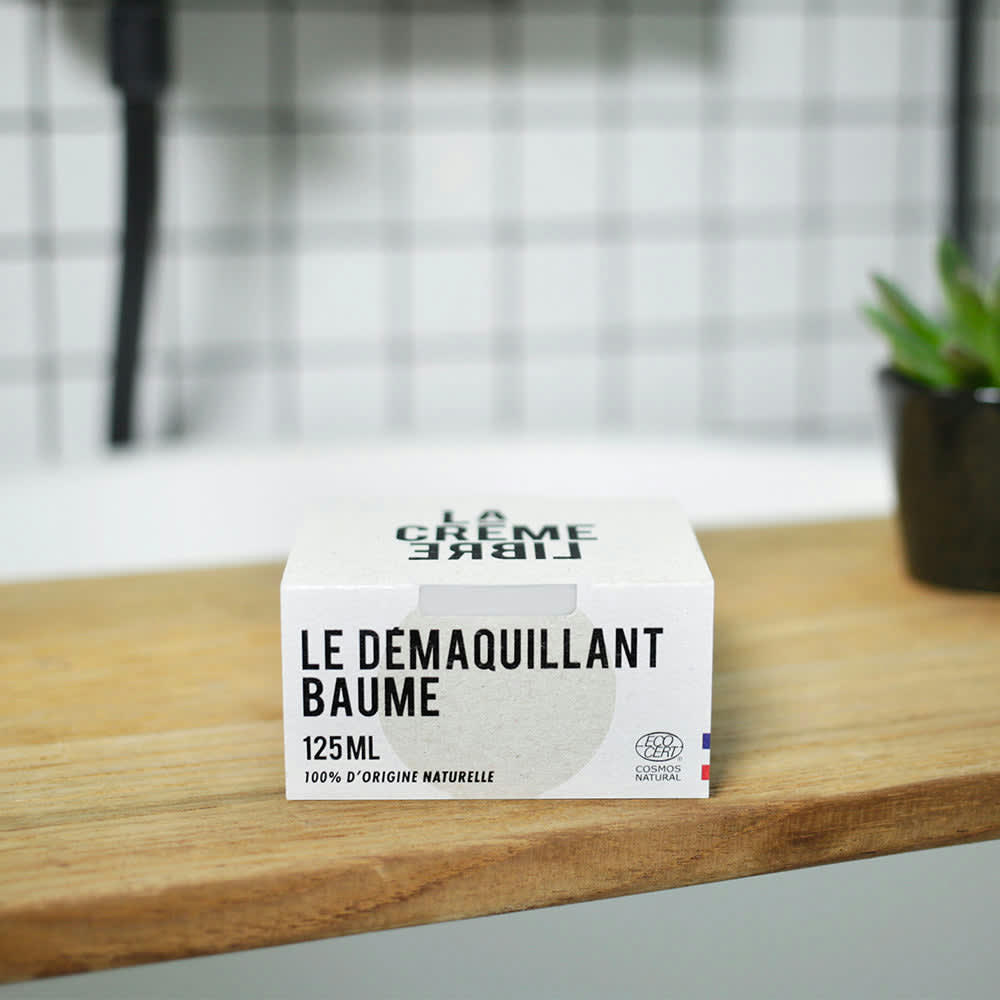 LA
CRÈME
LIBRE
LE DÉMAQUILLANT
BAUME
125ML
100% D'ORIGINE NATURELLE
ECO
CERT®
COSMOS
NATURAL